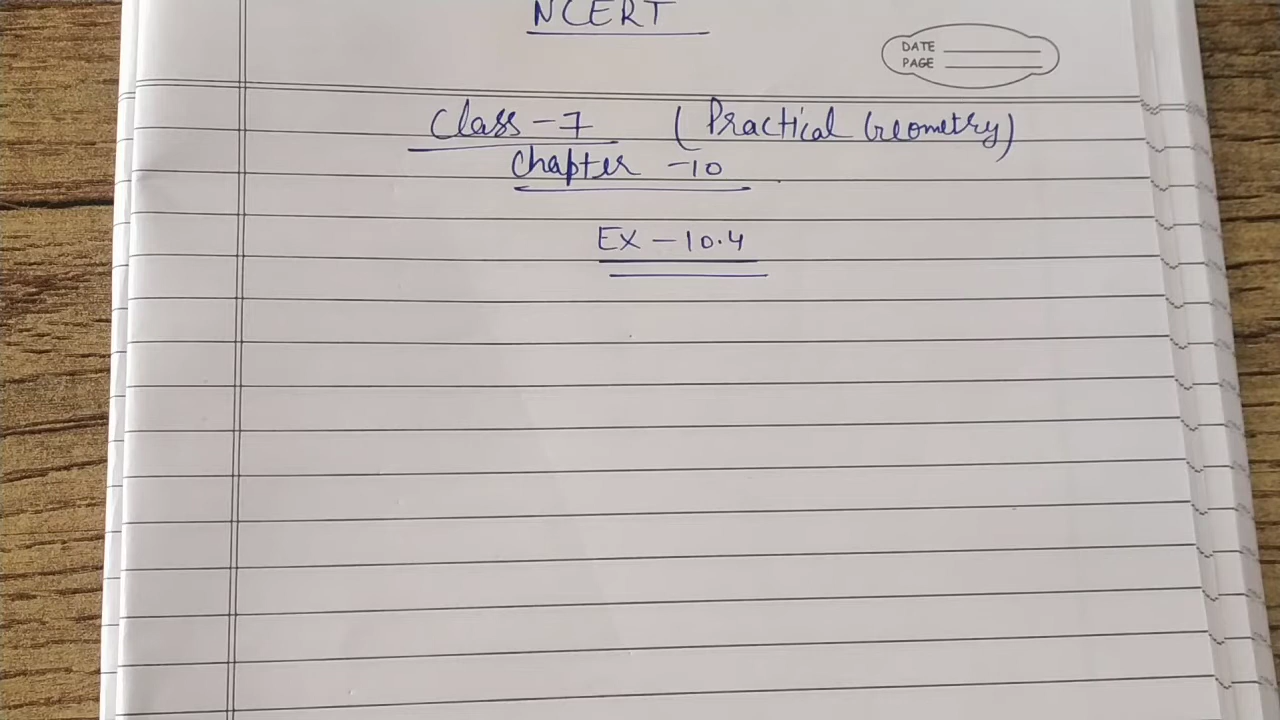 NCERT
DATE
PAGE
Class - 7 (Practical Geometry)
Chapter - 10
EX - 10.4